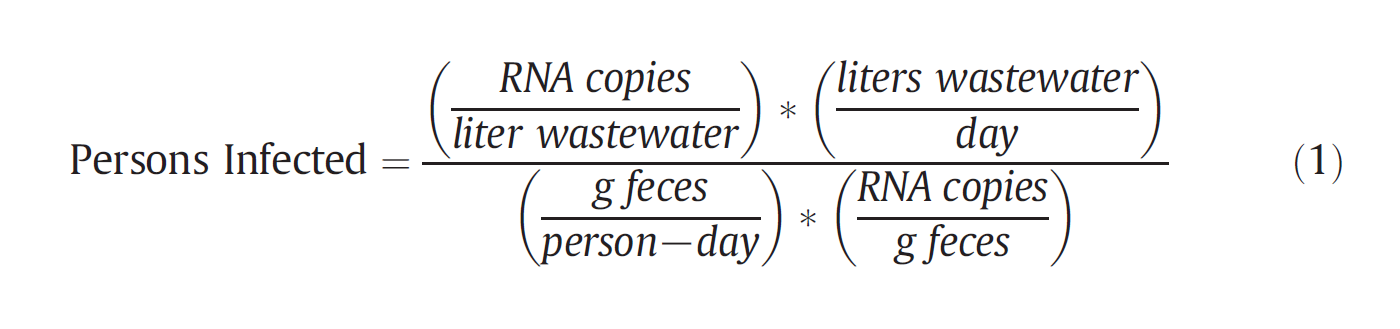 Persons Infected = ((RNA copies / liter wastewater) * (liters wastewater / day)) / ((g feces / person−day) * (RNA copies / g feces)) (1)